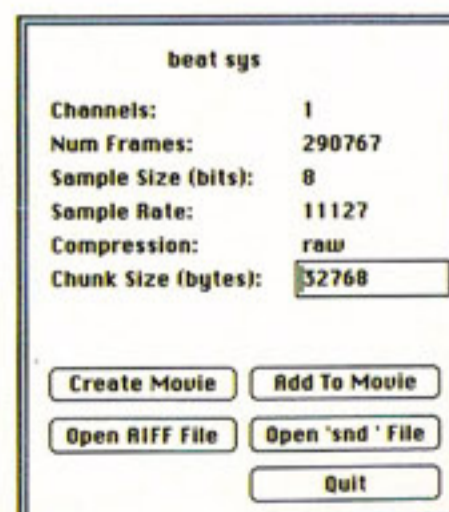 beat sys
Channels: 1
Num Frames: 290767
Sample Size (bits): 8
Sample Rate: 11127
Compression: raw
Chunk Size (bytes): 32768
Create Movie Add To Movie
Open AIFF File Open 'snd ' File
Quit